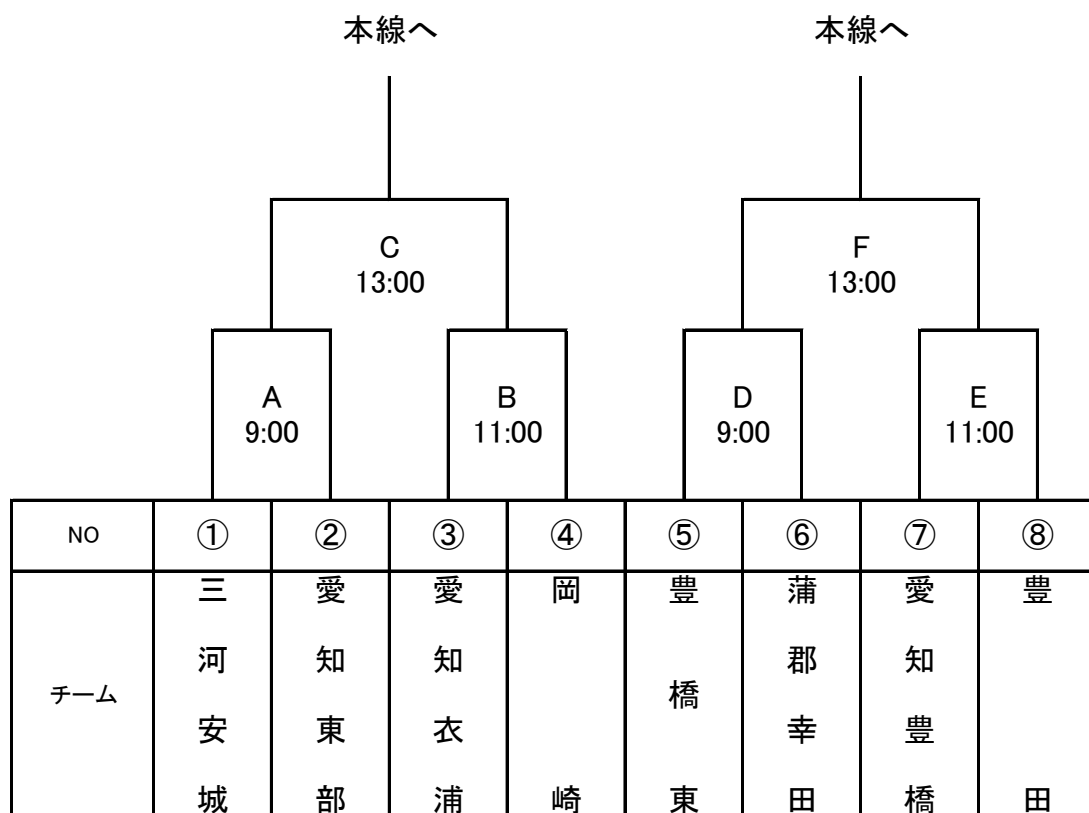 本線へ 本線へ
C F
13:00 13:00
A B D E
9:00 11:00 9:00 11:00
NO ① ② ③ ④ ⑤ ⑥ ⑦ ⑧
チーム 三河安城 愛知東部 愛知衣浦 岡崎 豊橋東 蒲郡幸田 愛知豊橋 豊田